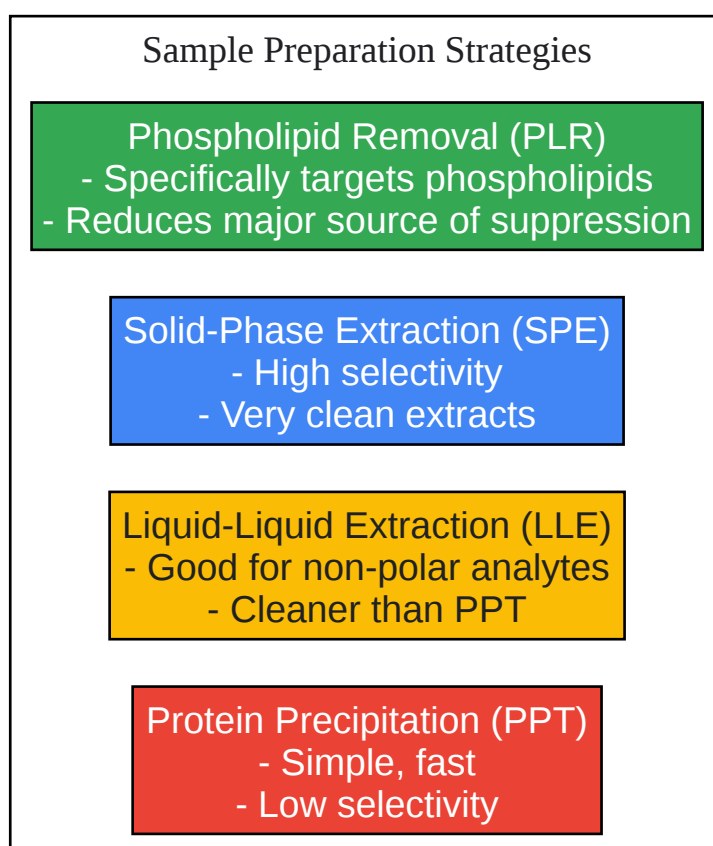 Sample Preparation Strategies
Phospholipid Removal (PLR)
- Specifically targets phospholipids
- Reduces major source of suppression
Solid-Phase Extraction (SPE)
- High selectivity
- Very clean extracts
Liquid-Liquid Extraction (LLE)
- Good for non-polar analytes
- Cleaner than PPT
Protein Precipitation (PPT)
- Simple, fast
- Low selectivity